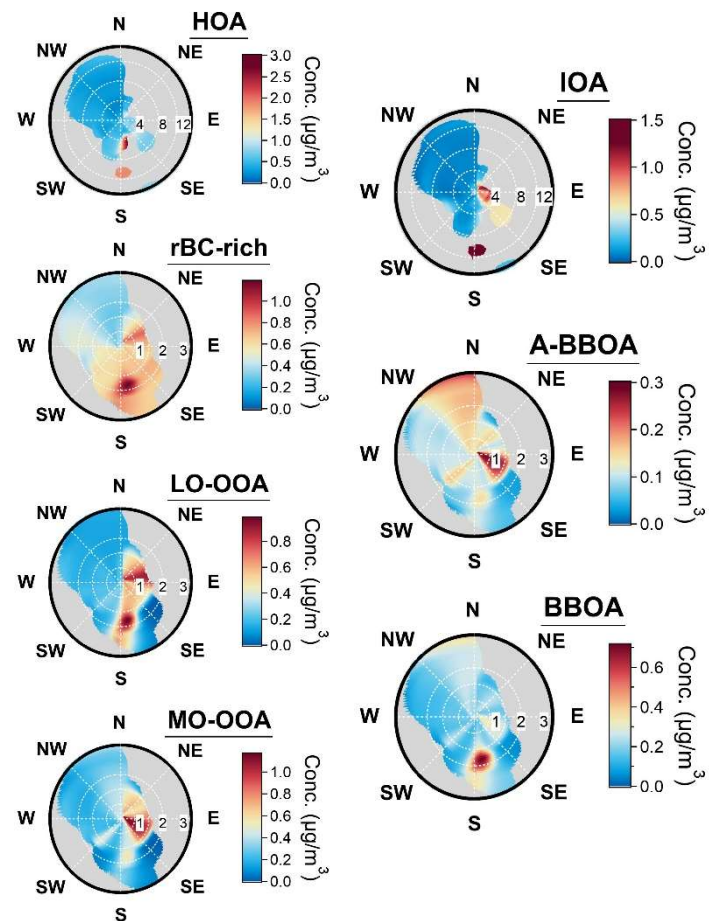 HOA
N
NW
NE
W
E
4 8 12
SW
SE
S
Conc. (µg/m³)
3.0
2.5
2.0
1.5
1.0
0.5
0.0
rBC-rich
N
NW
NE
W
E
1 2 3
SW
SE
S
Conc. (µg/m³)
1.0
0.8
0.6
0.4
0.2
0.0
LO-OOA
N
NW
NE
W
E
1 2 3
SW
SE
S
Conc. (µg/m³)
0.8
0.6
0.4
0.2
0.0
MO-OOA
N
NW
NE
W
E
1 2 3
SW
SE
S
Conc. (µg/m³)
1.0
0.8
0.6
0.4
0.2
0.0
IOA
N
NW
NE
W
E
4 8 12
SW
SE
S
Conc. (µg/m³)
1.5
1.0
0.5
0.0
A-BBOA
N
NW
NE
W
E
1 2 3
SW
SE
S
Conc. (µg/m³)
0.3
0.2
0.1
0.0
BBOA
N
NW
NE
W
E
1 2 3
SW
SE
S
Conc. (µg/m³)
0.6
0.4
0.2
0.0